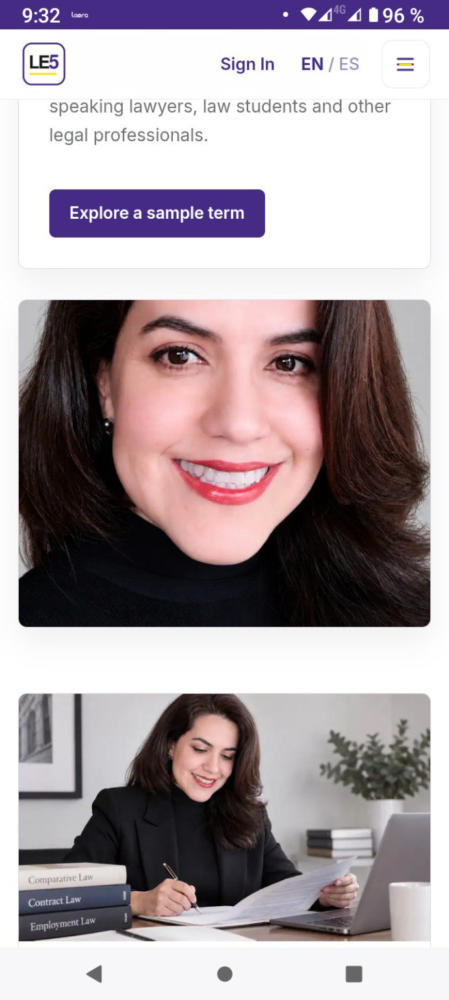 9:32 4G 96 %
LE5 Sign In EN / ES
speaking lawyers, law students and other
legal professionals.
Explore a sample term
Comparative Law
Contract Law
Employment Law